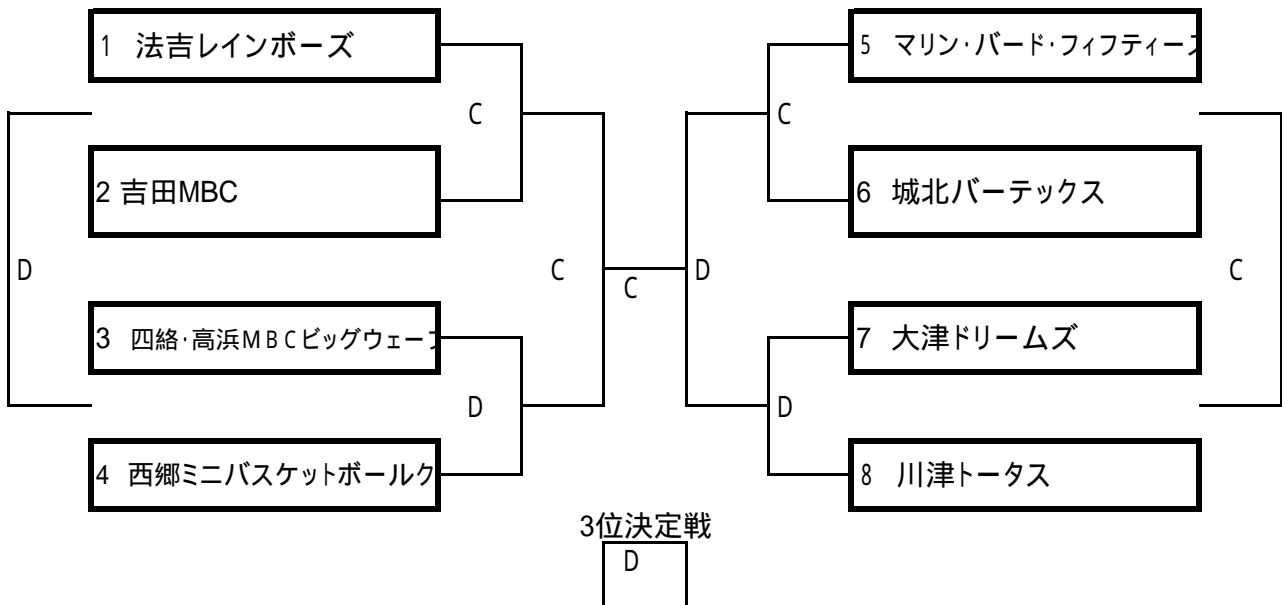 1 法吉レインボーズ
C
2 吉田MBC
D
C
3 四絡・高浜MBCビッグウェーブ
D
4 西郷ミニバスケットボールク
C
5 マリン・バード・フィフティーズ
C
6 城北バーテックス
D
C
7 大津ドリームズ
D
8 川津トータス
3位決定戦
D